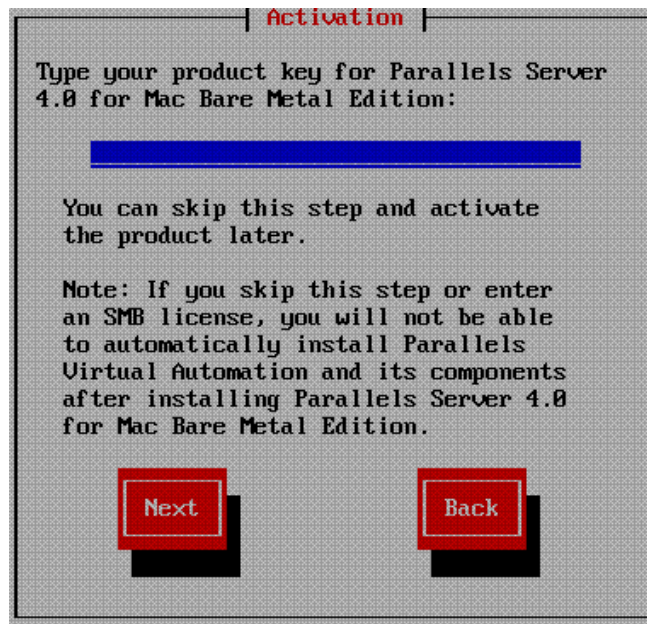 Activation
Type your product key for Parallels Server
4.0 for Mac Bare Metal Edition:
You can skip this step and activate
the product later.
Note: If you skip this step or enter
an SMB license, you will not be able
to automatically install Parallels
Virtual Automation and its components
after installing Parallels Server 4.0
for Mac Bare Metal Edition.
Next Back